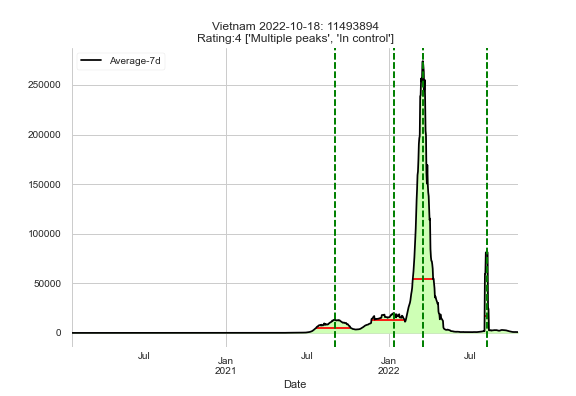 Vietnam 2022-10-18: 11493894
Rating:4 ['Multiple peaks', 'In control']
Average-7d
250000
200000
150000
100000
50000
0
Jul
Jan
2021
Jul
Jan
2022
Jul
Date